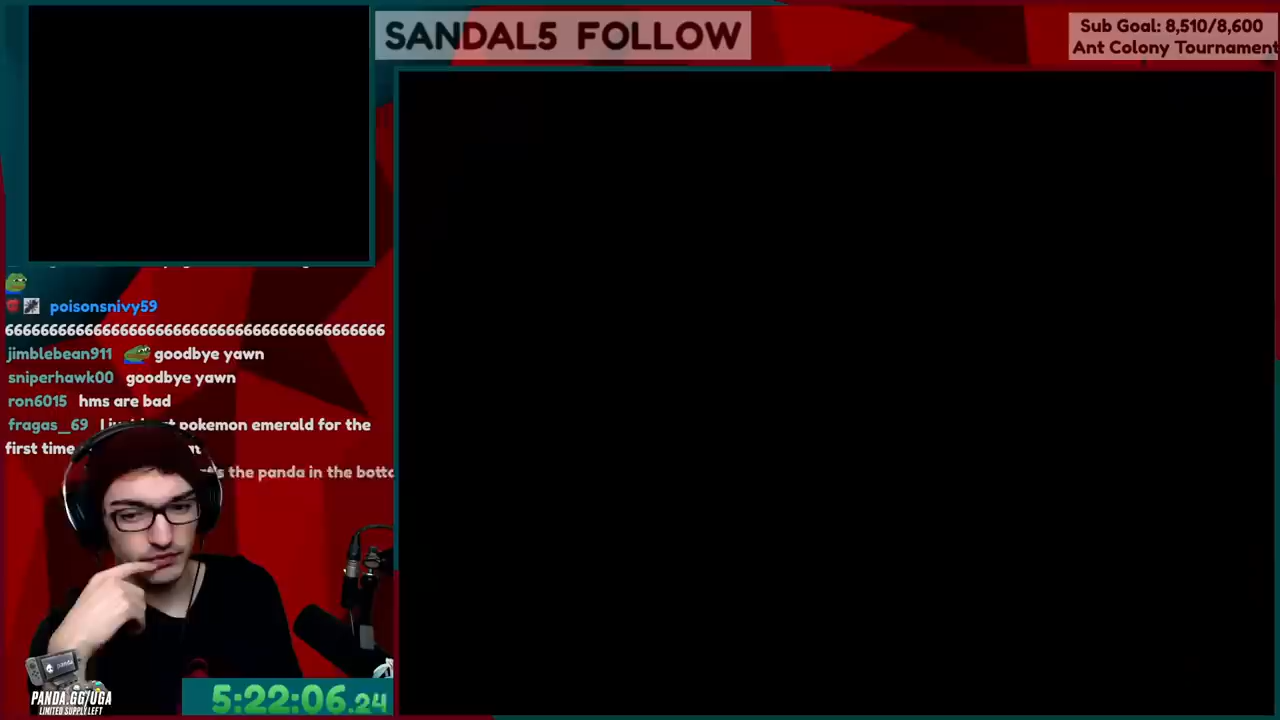 SANDAL5 FOLLOW
Sub Goal: 8,510/8,600
Ant Colony Tournament
poisonsnivy59
666666666666666666666666666666666666666666666
jimblebean911 goodbye yawn
sniperhawk00 goodbye yawn
ron6015 hms are bad
fragas_69 I pokemon emerald for the
first time
the panda in the
panda
PANDA.GG/UGA
LIMITED SUPPLY LEFT
5:22:06.24